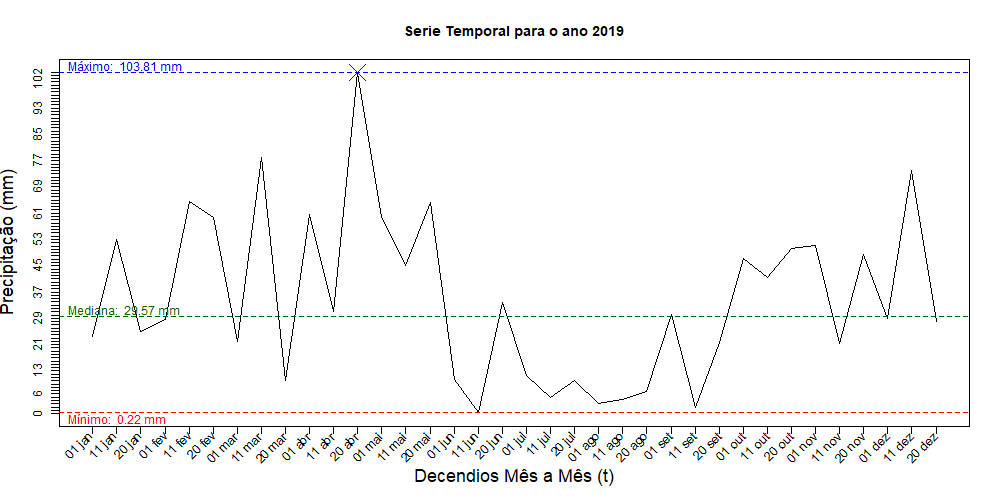 Serie Temporal para o ano 2019
Precipitação (mm)
102
93
85
77
69
61
53
45
37
29
21
13
6
0
Máximo: 103.81 mm
Mediana: 29.57 mm
Mínimo: 0.22 mm
01 jan
11 jan
20 jan
01 fev
11 fev
20 fev
01 mar
11 mar
20 mar
01 abr
11 abr
20 abr
01 mai
11 mai
20 mai
01 jun
11 jun
20 jun
01 jul
11 jul
20 jul
01 ago
11 ago
20 ago
01 set
11 set
20 set
01 out
11 out
20 out
01 nov
11 nov
20 nov
01 dez
11 dez
20 dez
Decendios Mês a Mês (t)